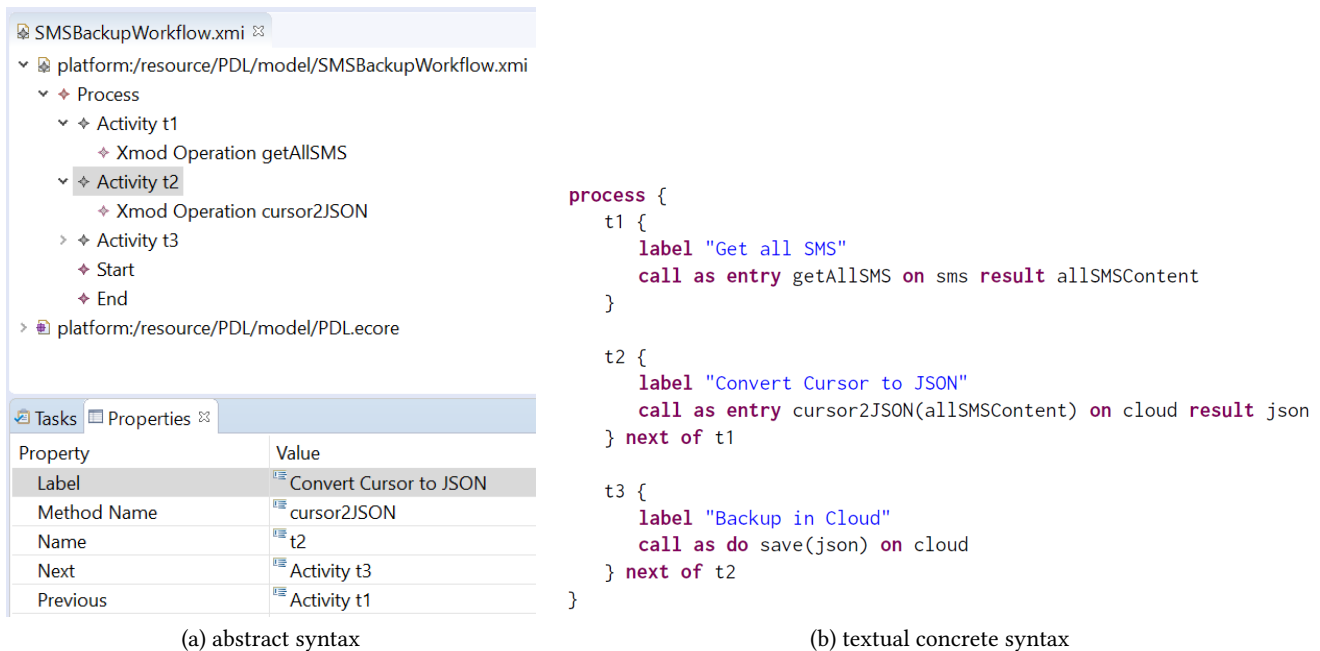 SMSBackupWorkflow.xmi
platform:/resource/PDL/model/SMSBackupWorkflow.xmi
Process
Activity t1
Xmod Operation getAllSMS
Activity t2
Xmod Operation cursor2JSON
Activity t3
Start
End
platform:/resource/PDL/model/PDL.ecore
Tasks Properties
Property Value
Label Convert Cursor to JSON
Method Name cursor2JSON
Name t2
Next Activity t3
Previous Activity t1
(a) abstract syntax
process {
t1 {
label "Get all SMS"
call as entry getAllSMS on sms result allSMSContent
}
t2 {
label "Convert Cursor to JSON"
call as entry cursor2JSON(allSMSContent) on cloud result json
} next of t1
t3 {
label "Backup in Cloud"
call as do save(json) on cloud
} next of t2
}
(b) textual concrete syntax